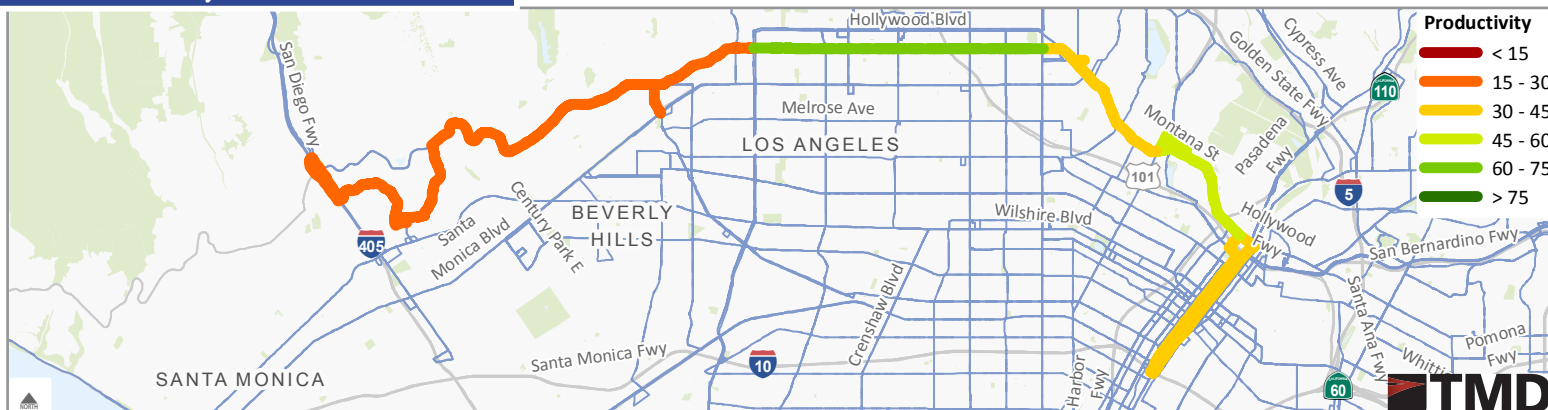 Hollywood Blvd
San Diego Fwy
Melrose Ave
LOS ANGELES
Century Park E
BEVERLY
HILLS
Santa
Monica Blvd
405
Wilshire Blvd
Crenshaw Blvd
Santa Monica Fwy
10
SANTA MONICA
Montana St
101
Hollywood
Fwy
Pasadena
Fwy
Golden State Fwy
Cypress Ave
CALIFORNIA
110
5
San Bernardino Fwy
Santa Ana Fwy
Pomona
Fwy
Harbor
Fwy
CALIFORNIA
60
Productivity
< 15
15 - 30
30 - 45
45 - 60
60 - 75
> 75
NORTH
TMD